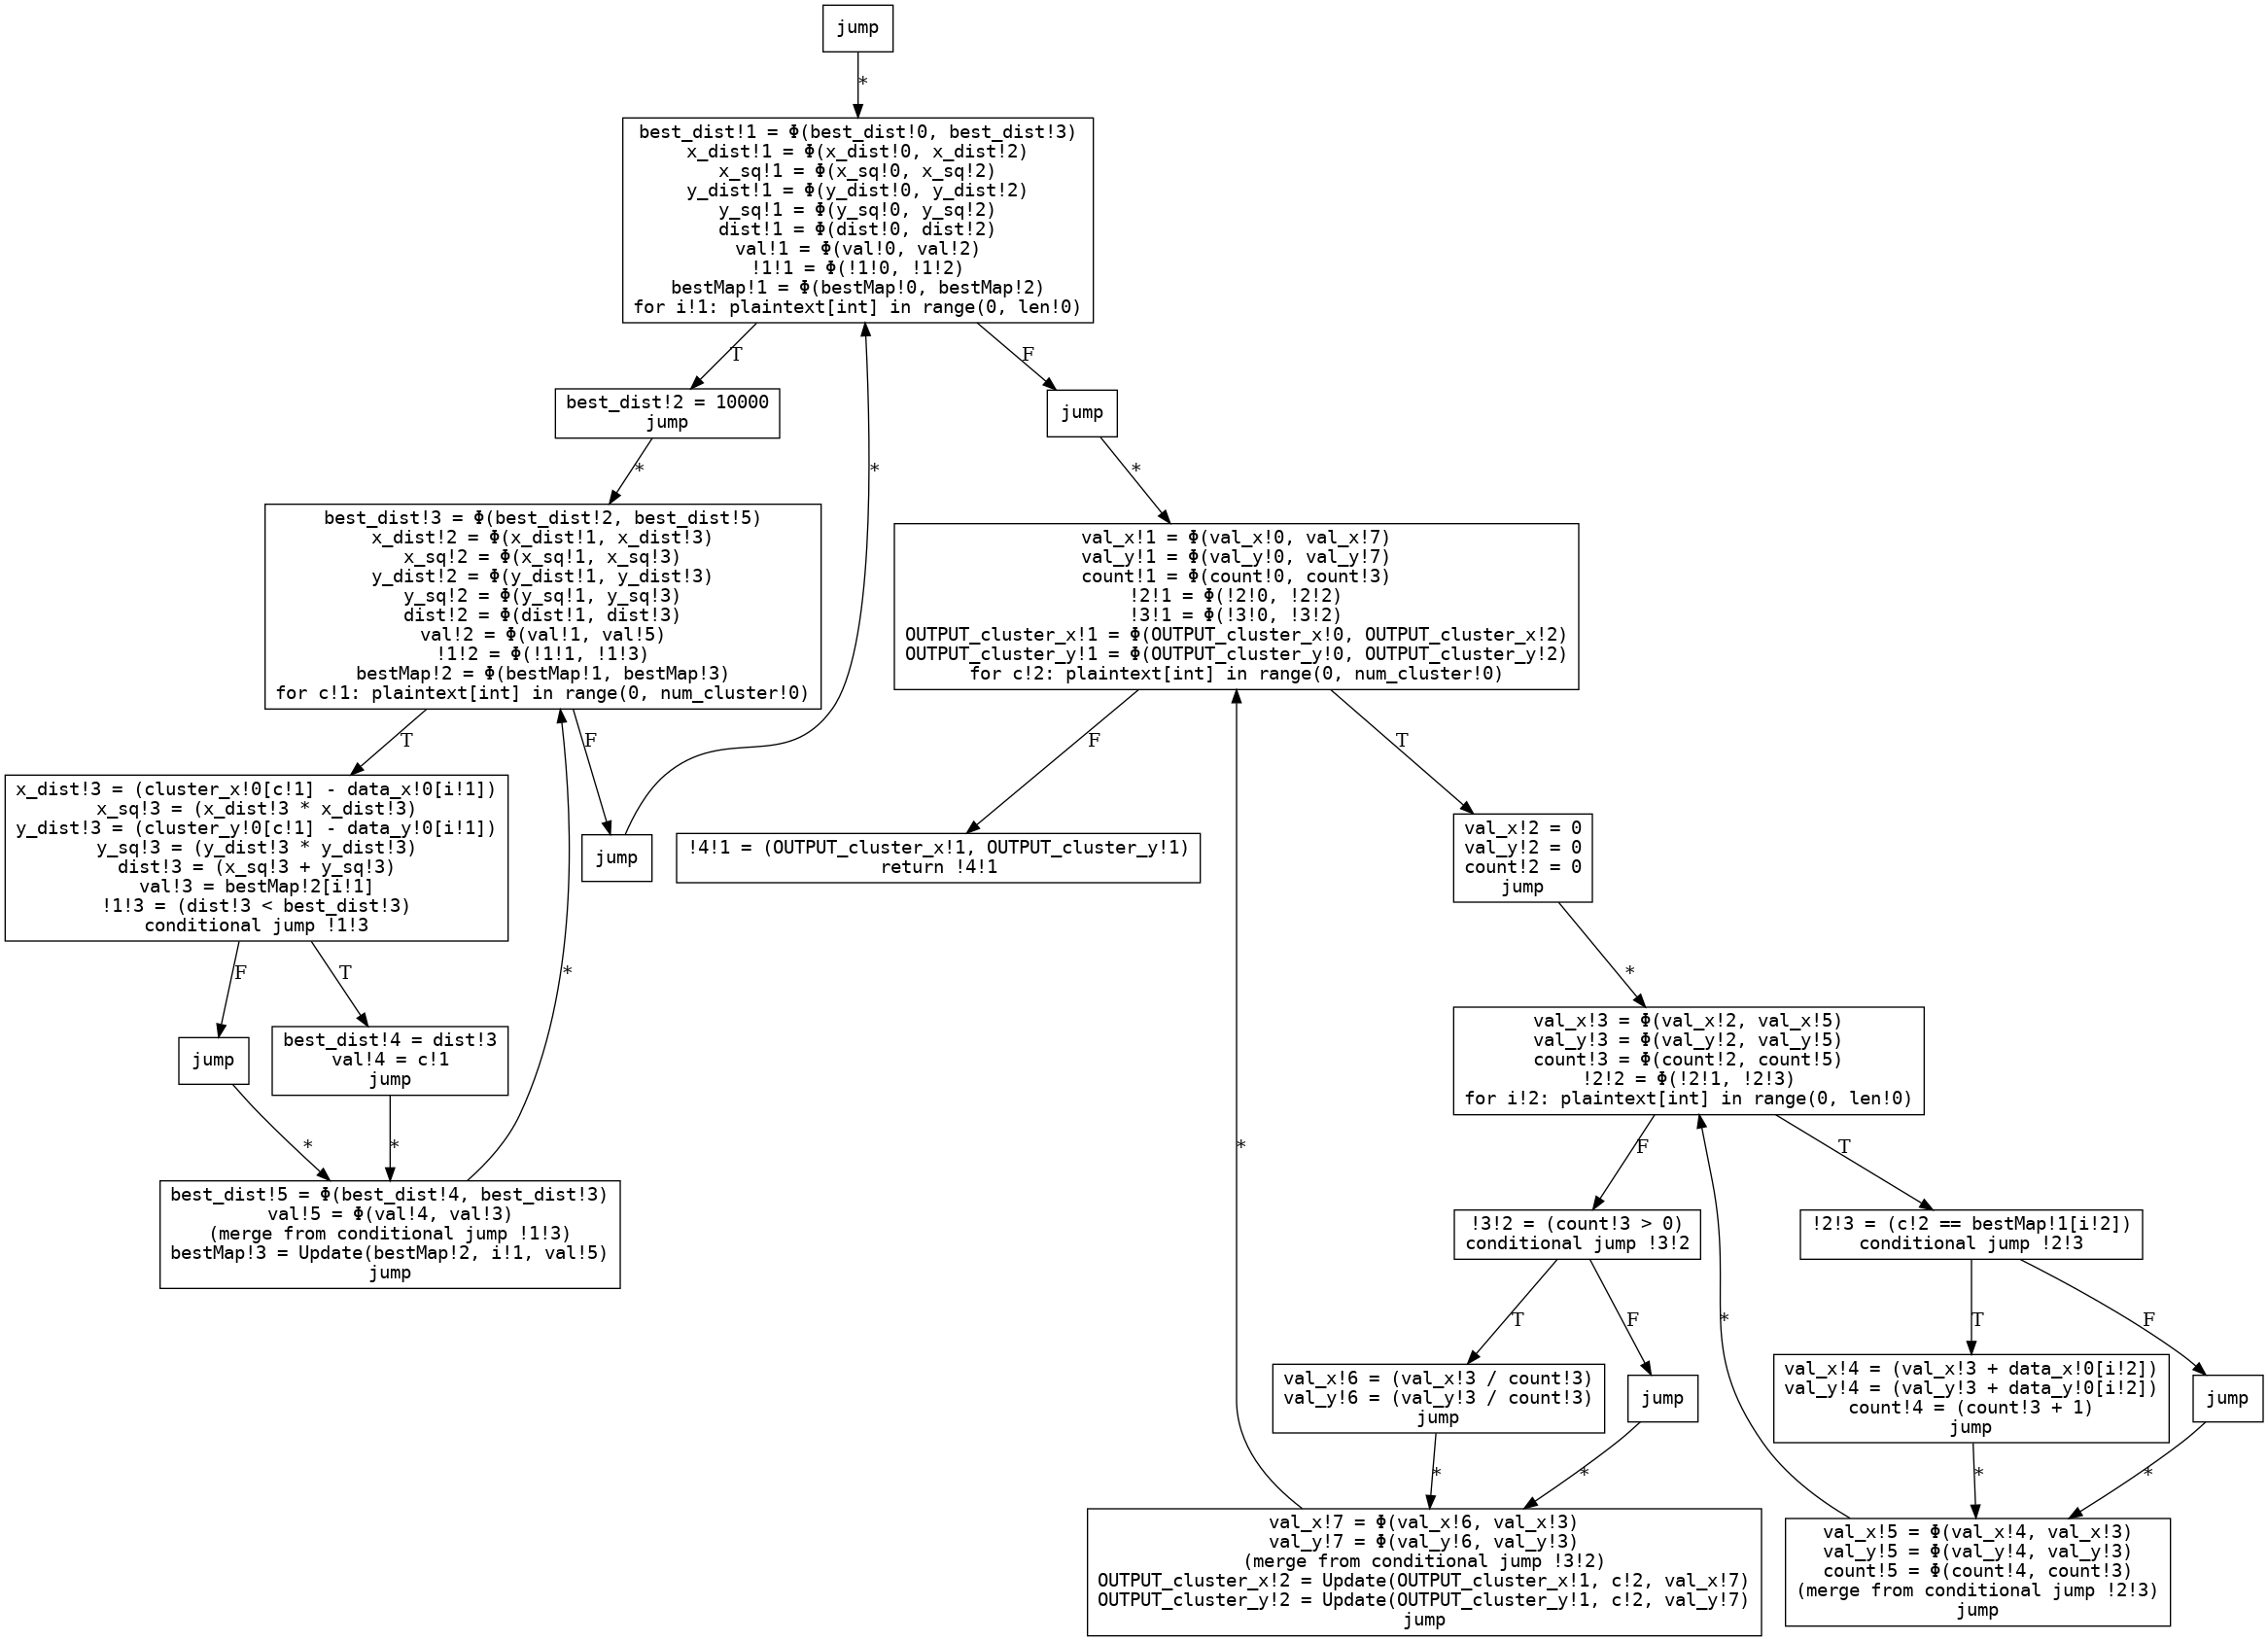 jump
*
best_dist!1 = Φ(best_dist!0, best_dist!3)
x_dist!1 = Φ(x_dist!0, x_dist!2)
x_sq!1 = Φ(x_sq!0, x_sq!2)
y_dist!1 = Φ(y_dist!0, y_dist!2)
y_sq!1 = Φ(y_sq!0, y_sq!2)
dist!1 = Φ(dist!0, dist!2)
val!1 = Φ(val!0, val!2)
!1!1 = Φ(!1!0, !1!2)
bestMap!1 = Φ(bestMap!0, bestMap!2)
for i!1: plaintext[int] in range(0, len!0)
T
F
best_dist!2 = 10000
jump
jump
*
*
*
best_dist!3 = Φ(best_dist!2, best_dist!5)
x_dist!2 = Φ(x_dist!1, x_dist!3)
x_sq!2 = Φ(x_sq!1, x_sq!3)
y_dist!2 = Φ(y_dist!1, y_dist!3)
y_sq!2 = Φ(y_sq!1, y_sq!3)
dist!2 = Φ(dist!1, dist!3)
val!2 = Φ(val!1, val!5)
!1!2 = Φ(!1!1, !1!3)
bestMap!2 = Φ(bestMap!1, bestMap!3)
for c!1: plaintext[int] in range(0, num_cluster!0)
val_x!1 = Φ(val_x!0, val_x!7)
val_y!1 = Φ(val_y!0, val_y!7)
count!1 = Φ(count!0, count!3)
!2!1 = Φ(!2!0, !2!2)
!3!1 = Φ(!3!0, !3!2)
OUTPUT_cluster_x!1 = Φ(OUTPUT_cluster_x!0, OUTPUT_cluster_x!2)
OUTPUT_cluster_y!1 = Φ(OUTPUT_cluster_y!0, OUTPUT_cluster_y!2)
for c!2: plaintext[int] in range(0, num_cluster!0)
T
F
F
T
x_dist!3 = (cluster_x!0[c!1] - data_x!0[i!1])
x_sq!3 = (x_dist!3 * x_dist!3)
y_dist!3 = (cluster_y!0[c!1] - data_y!0[i!1])
y_sq!3 = (y_dist!3 * y_dist!3)
dist!3 = (x_sq!3 + y_sq!3)
val!3 = bestMap!2[i!1]
!1!3 = (dist!3 < best_dist!3)
conditional jump !1!3
jump
!4!1 = (OUTPUT_cluster_x!1, OUTPUT_cluster_y!1)
return !4!1
val_x!2 = 0
val_y!2 = 0
count!2 = 0
jump
F
T
*
*
jump
best_dist!4 = dist!3
val!4 = c!1
jump
val_x!3 = Φ(val_x!2, val_x!5)
val_y!3 = Φ(val_y!2, val_y!5)
count!3 = Φ(count!2, count!5)
!2!2 = Φ(!2!1, !2!3)
for i!2: plaintext[int] in range(0, len!0)
*
*
*
F
T
best_dist!5 = Φ(best_dist!4, best_dist!3)
val!5 = Φ(val!4, val!3)
(merge from conditional jump !1!3)
bestMap!3 = Update(bestMap!2, i!1, val!5)
jump
!3!2 = (count!3 > 0)
conditional jump !3!2
!2!3 = (c!2 == bestMap!1[i!2])
conditional jump !2!3
T
F
*
T
F
val_x!6 = (val_x!3 / count!3)
val_y!6 = (val_y!3 / count!3)
jump
jump
val_x!4 = (val_x!3 + data_x!0[i!2])
val_y!4 = (val_y!3 + data_y!0[i!2])
count!4 = (count!3 + 1)
jump
jump
*
*
*
*
val_x!7 = Φ(val_x!6, val_x!3)
val_y!7 = Φ(val_y!6, val_y!3)
(merge from conditional jump !3!2)
OUTPUT_cluster_x!2 = Update(OUTPUT_cluster_x!1, c!2, val_x!7)
OUTPUT_cluster_y!2 = Update(OUTPUT_cluster_y!1, c!2, val_y!7)
jump
val_x!5 = Φ(val_x!4, val_x!3)
val_y!5 = Φ(val_y!4, val_y!3)
count!5 = Φ(count!4, count!3)
(merge from conditional jump !2!3)
jump